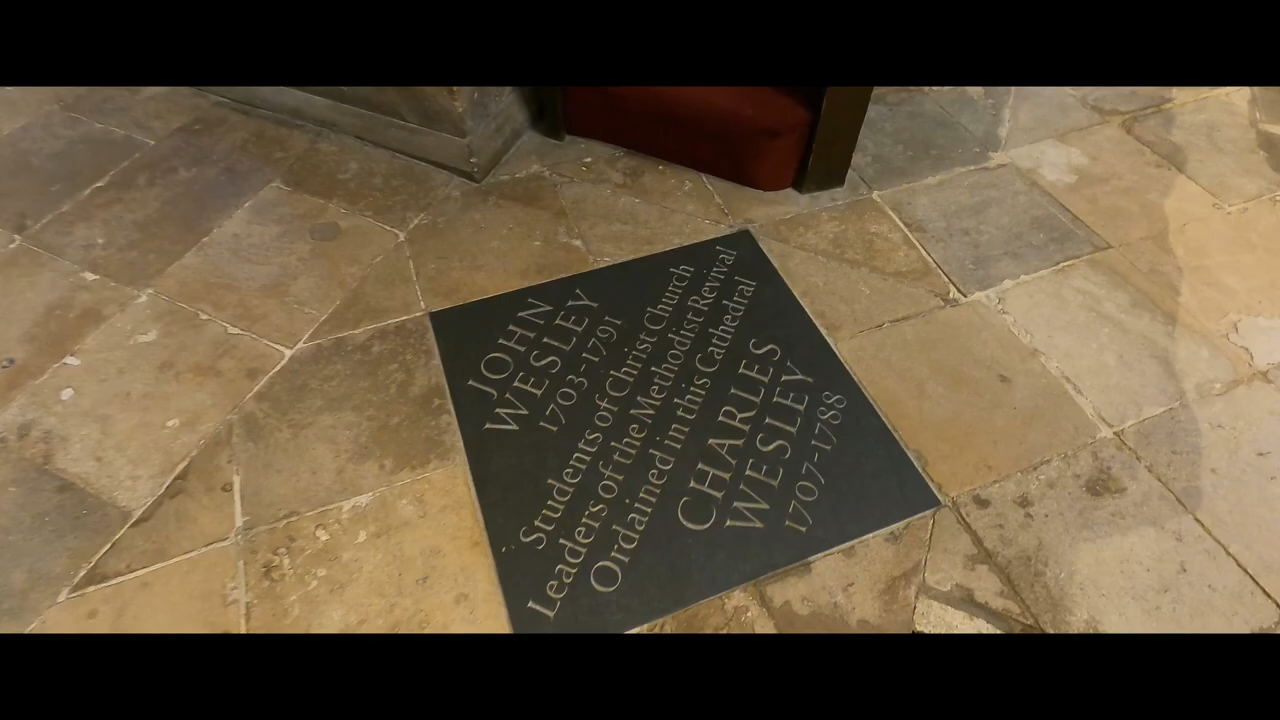 JOHN
WESLEY
1703-1791
Students of Christ Church
Leaders of the Methodist Revival
Ordained in this Cathedral
CHARLES
WESLEY
1707-1788